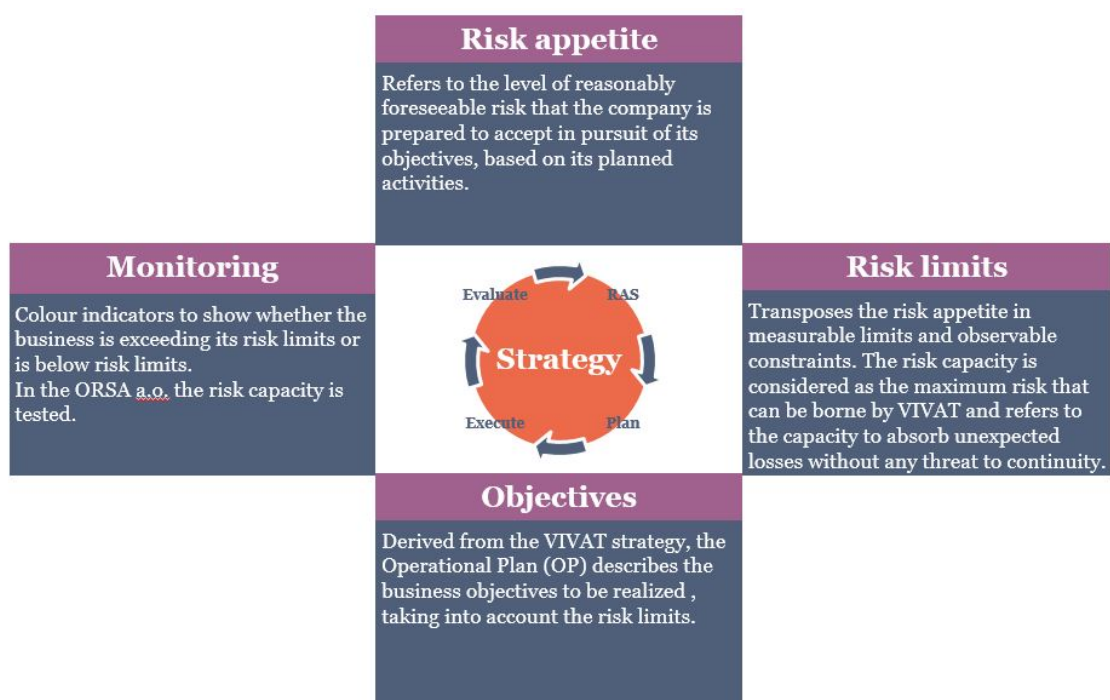 Risk appetite
Refers to the level of reasonably
foreseeable risk that the company is
prepared to accept in pursuit of its
objectives, based on its planned
activities.
Monitoring
Colour indicators to show whether the
business is exceeding its risk limits or
is below risk limits.
In the ORSA a.o. the risk capacity is
tested.
Evaluate
RAS
Strategy
Execute
Plan
Risk limits
Transposes the risk appetite in
measurable limits and observable
constraints. The risk capacity is
considered as the maximum risk that
can be borne by VIVAT and refers to
the capacity to absorb unexpected
losses without any threat to continuity.
Objectives
Derived from the VIVAT strategy, the
Operational Plan (OP) describes the
business objectives to be realized ,
taking into account the risk limits.